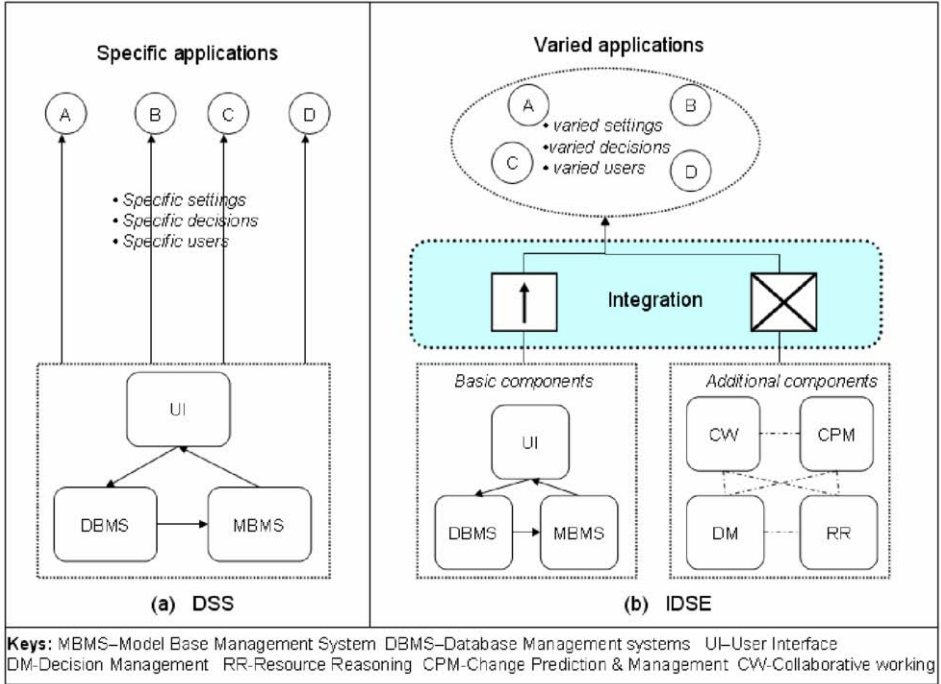 Specific applications
A
B
C
D
• Specific settings
• Specific decisions
• Specific users
UI
DBMS
MBMS
(a) DSS
Varied applications
A
B
• varied settings
•varied decisions
• varied users
C
D
Integration
Basic components
UI
DBMS
MBMS
Additional components
CW
CPM
DM
RR
(b) IDSE
Keys: MBMS–Model Base Management System DBMS–Database Management systems UI–User Interface
DM-Decision Management RR-Resource Reasoning CPM-Change Prediction & Management CW-Collaborative working